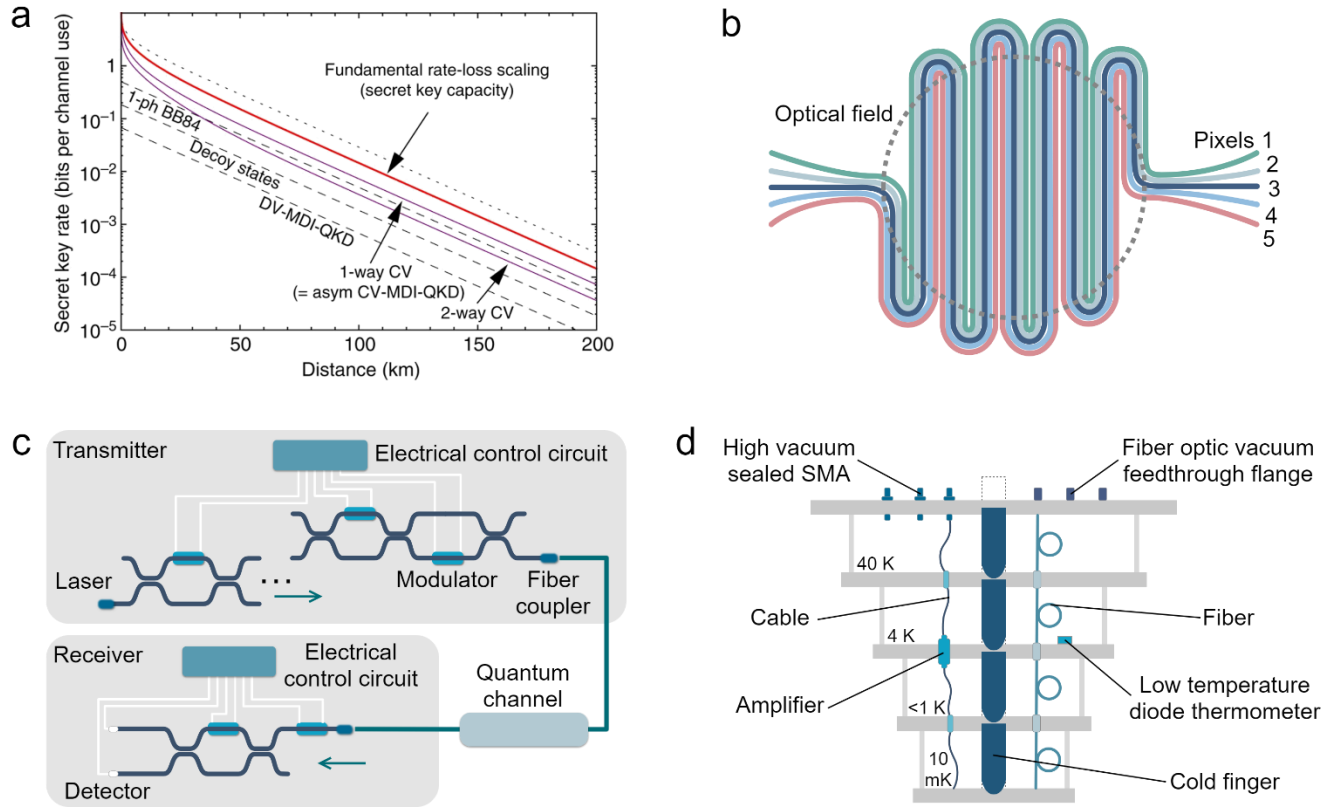 a
Secret key rate (bits per channel use)
1
10⁻¹
10⁻²
10⁻³
10⁻⁴
10⁻⁵
Fundamental rate-loss scaling
(secret key capacity)
1-ph BB84
Decoy states
DV-MDI-QKD
1-way CV
(= asym CV-MDI-QKD)
2-way CV
0
50
100
150
200
Distance (km)
b
Optical field
Pixels 1
2
3
4
5
c
Transmitter
Electrical control circuit
Laser
...
Modulator
Fiber
coupler
Receiver
Electrical
control circuit
Quantum
channel
Detector
d
High vacuum
sealed SMA
Fiber optic vacuum
feedthrough flange
40 K
Cable
Fiber
4 K
Amplifier
<1 K
Low temperature
diode thermometer
10
mK
Cold finger